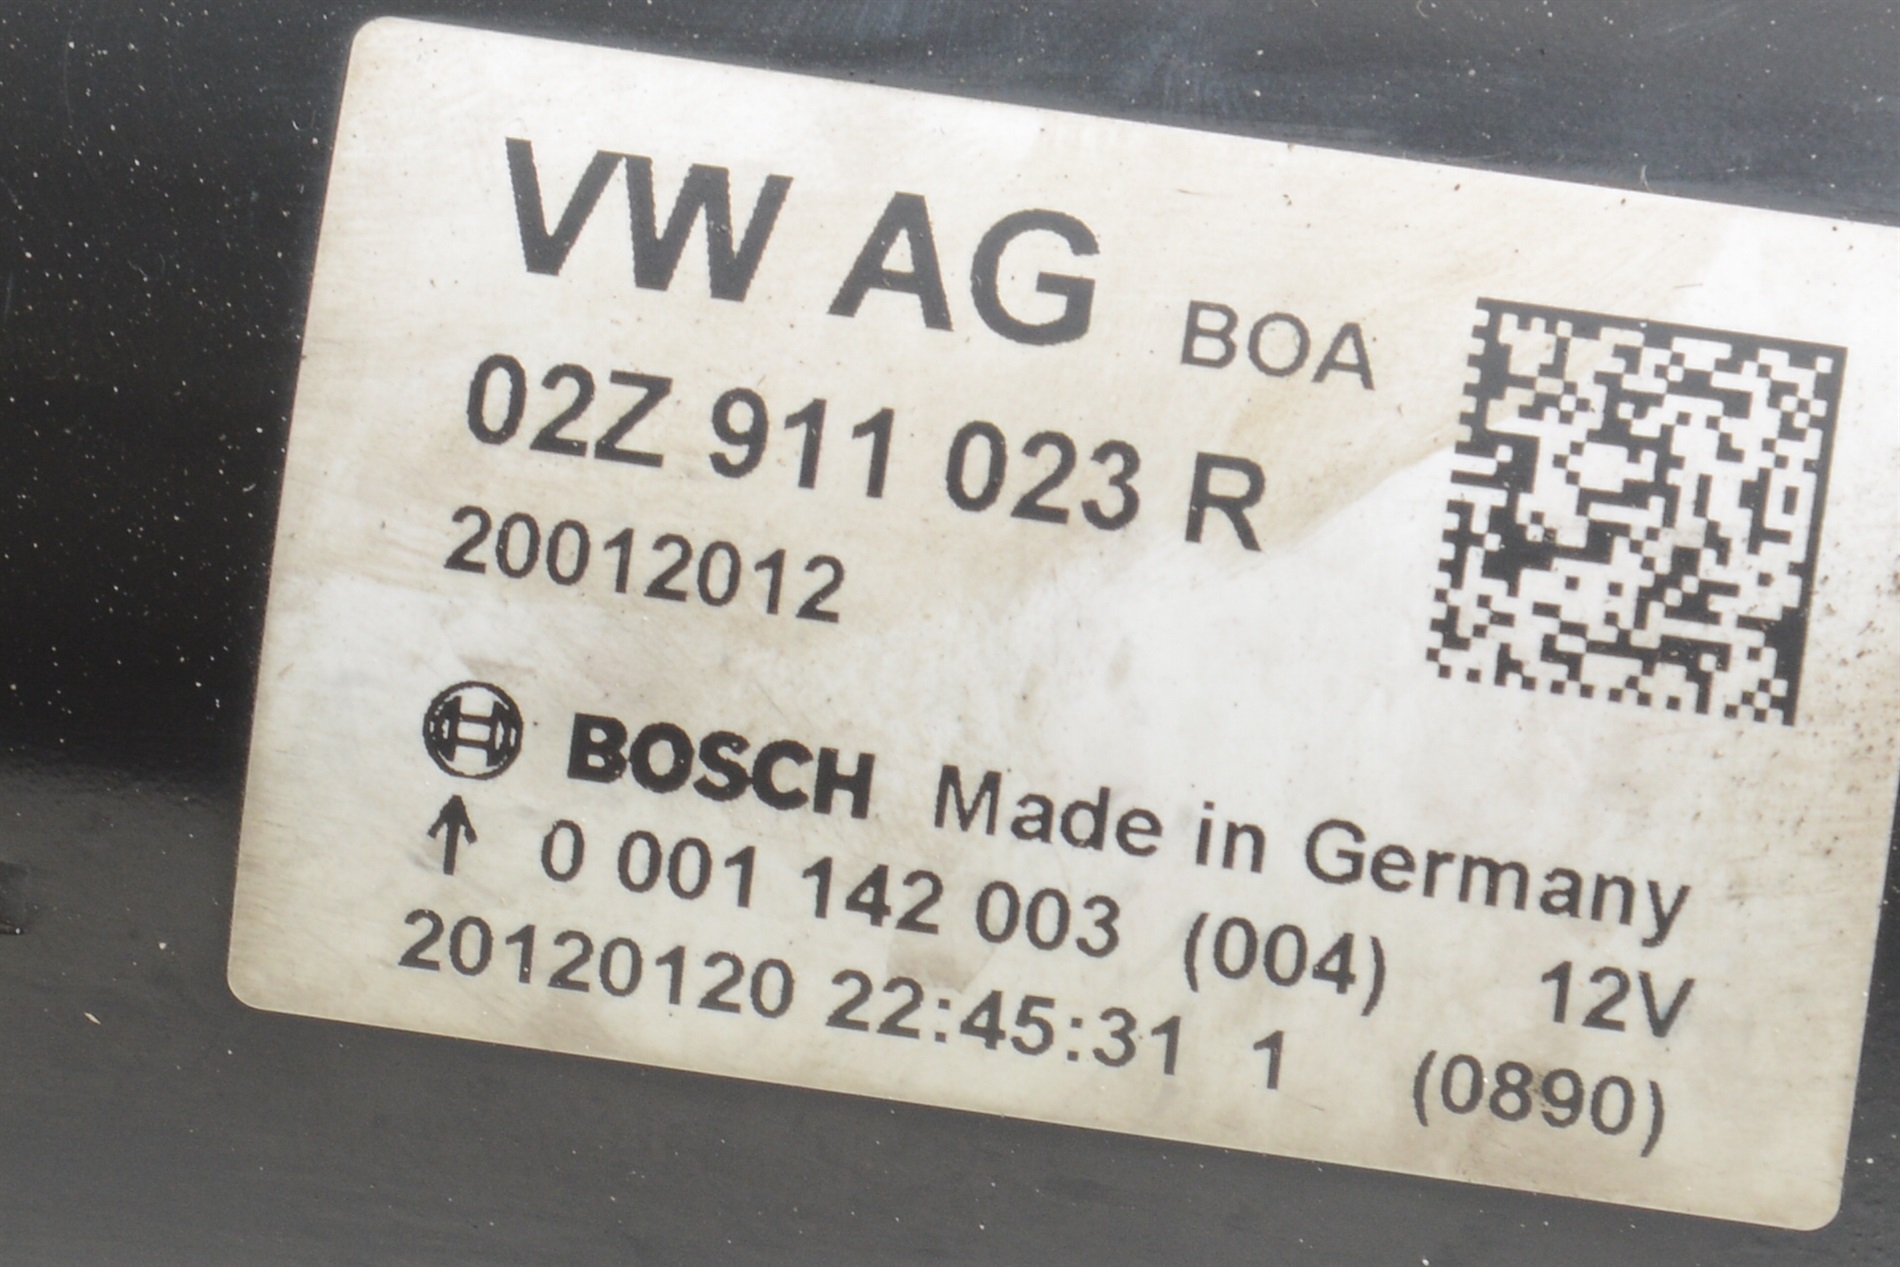 VW AG BOA
02Z 911 023 R
20012012
BOSCH Made in Germany
↑ 0 001 142 003 (004) 12V
20120120 22:45:31 1 (0890)